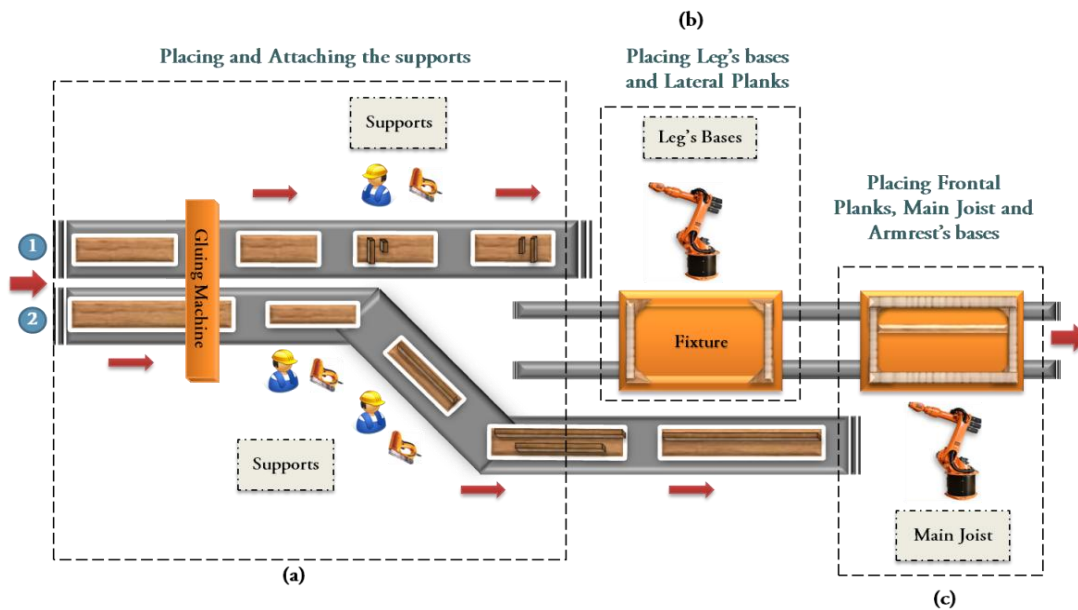 (b)
Placing and Attaching the supports
Placing Leg's bases
and Lateral Planks
Supports
Leg's Bases
Placing Frontal
Planks, Main Joist and
Armrest's bases
1
Gluing Machine
2
Fixture
Supports
Main Joist
(a)
(c)